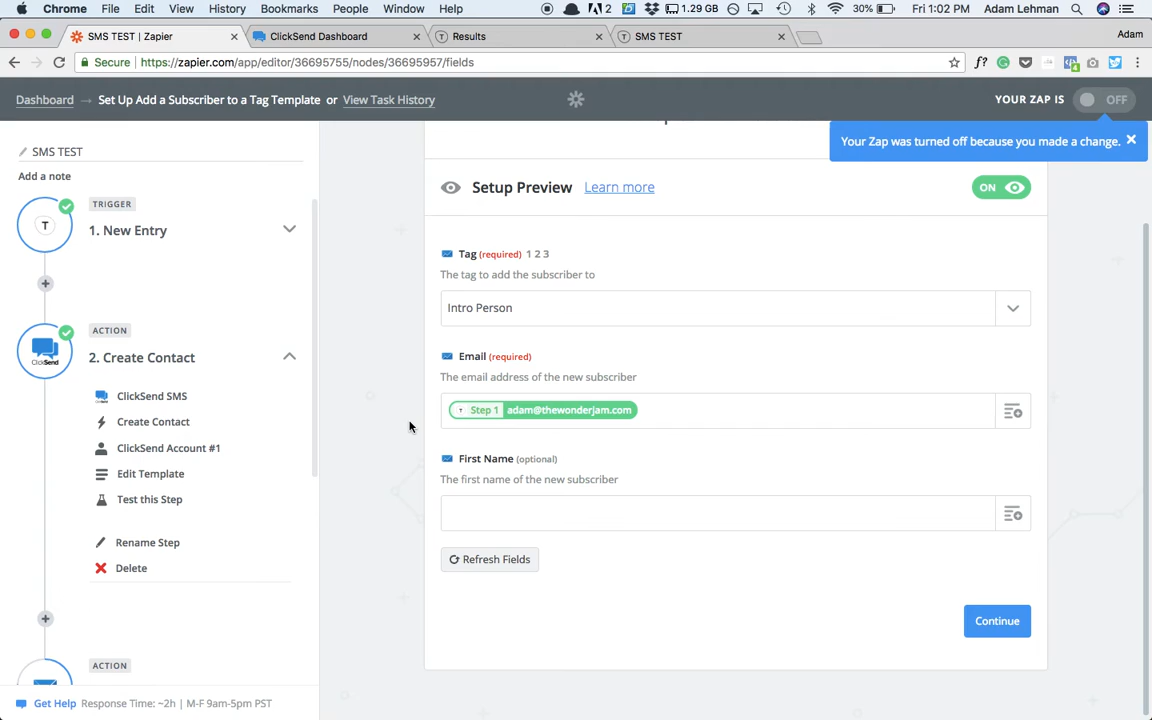 Chrome File Edit View History Bookmarks People Window Help
2 1.29 GB 30% Fri 1:02 PM Adam Lehman
SMS TEST | Zapier
ClickSend Dashboard
T Results
T SMS TEST
Adam
Secure https://zapier.com/app/editor/36695755/nodes/36695957/fields
f?
4
Dashboard → Set Up Add a Subscriber to a Tag Template or View Task History
YOUR ZAP IS OFF
Your Zap was turned off because you made a change.
SMS TEST
Add a note
TRIGGER
T
1. New Entry
ACTION
ClickSend
2. Create Contact
ClickSend SMS
Create Contact
ClickSend Account #1
Edit Template
Test this Step
Rename Step
Delete
ACTION
Get Help Response Time: ~2h | M-F 9am-5pm PST
Setup Preview Learn more
ON
Tag (required) 1 2 3
The tag to add the subscriber to
Intro Person
Email (required)
The email address of the new subscriber
T Step 1 adam@thewonderjam.com
First Name (optional)
The first name of the new subscriber
Refresh Fields
Continue